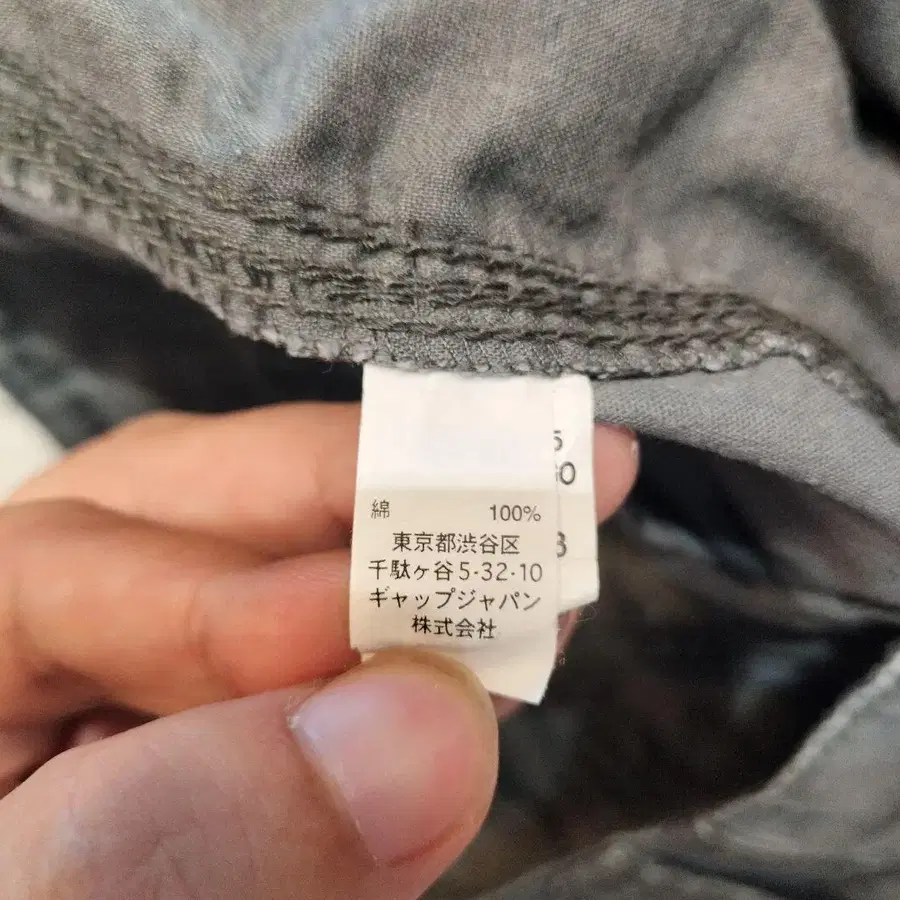 綿 100%
東京都渋谷区
千駄ヶ谷5-32-10
ギャップジャパン
株式会社